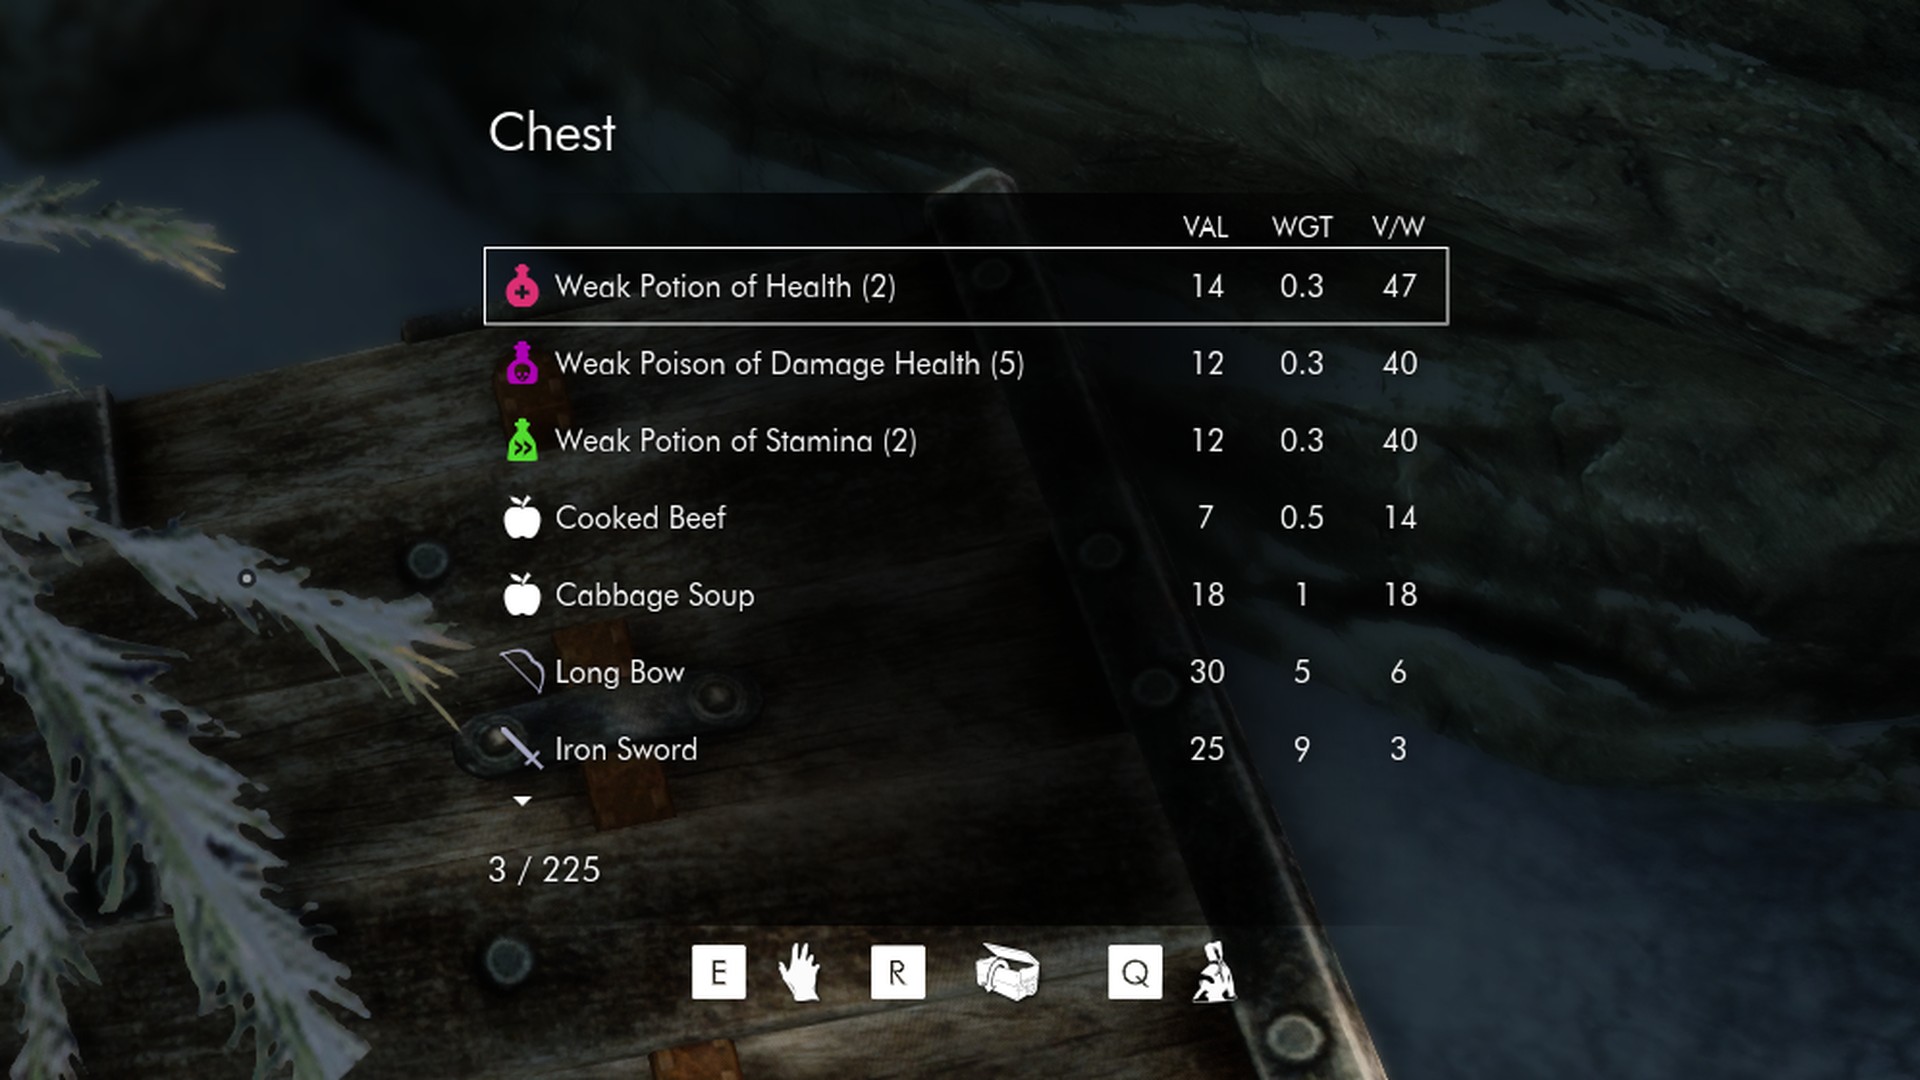 Chest
VAL WGT V/W
Weak Potion of Health (2) 14 0.3 47
Weak Poison of Damage Health (5) 12 0.3 40
Weak Potion of Stamina (2) 12 0.3 40
Cooked Beef 7 0.5 14
Cabbage Soup 18 1 18
Long Bow 30 5 6
Iron Sword 25 9 3
3 / 225
E R Q